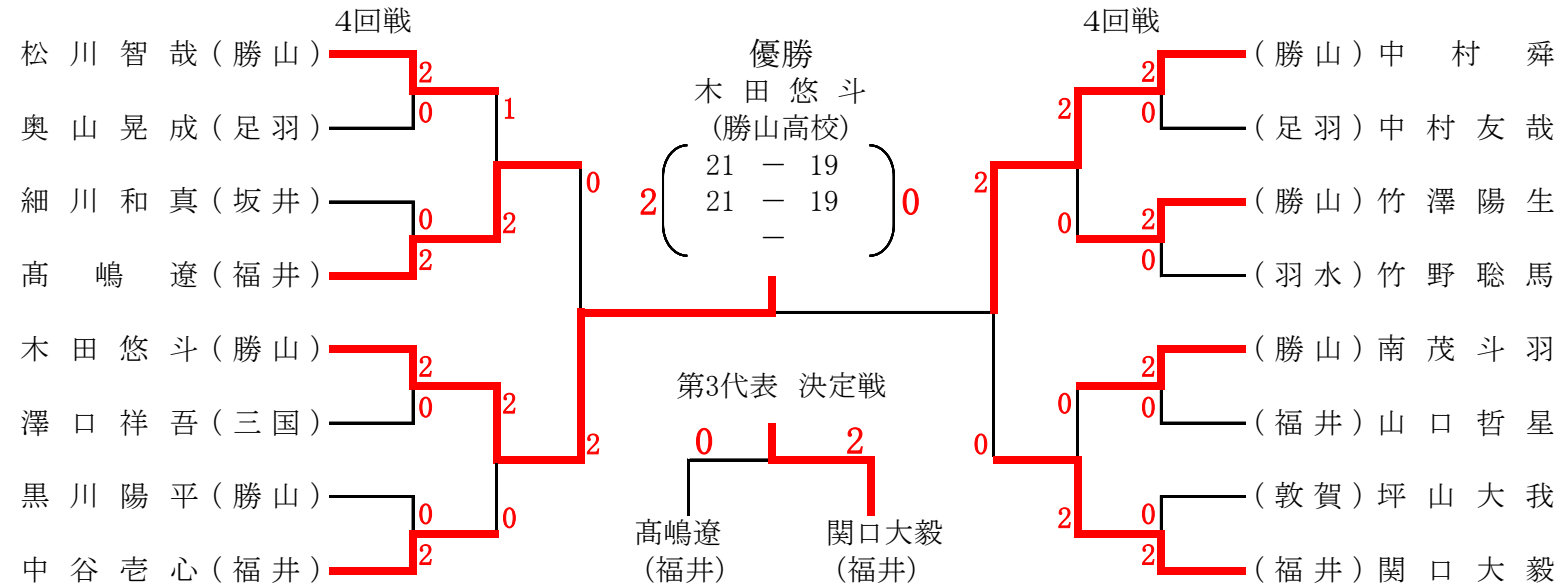 4回戦
松川智哉(勝山)
2
0
奥山晃成(足羽)
1
細川和真(坂井)
0
2
髙嶋遼(福井)
2
0
木田悠斗(勝山)
2
0
澤口祥吾(三国)
2
黒川陽平(勝山)
0
2
中谷壱心(福井)
0
2
優勝
木田悠斗
(勝山高校)
21 － 19
2 21 － 19 0
－
第3代表 決定戦
0 2
髙嶋遼 関口大毅
(福井) (福井)
4回戦
(勝山)中村舜
2
0
(足羽)中村友哉
2
(勝山)竹澤陽生
2
0
(羽水)竹野聡馬
0
2
(勝山)南茂斗羽
2
0
(福井)山口哲星
0
(敦賀)坪山大我
0
2
(福井)関口大毅
2
0